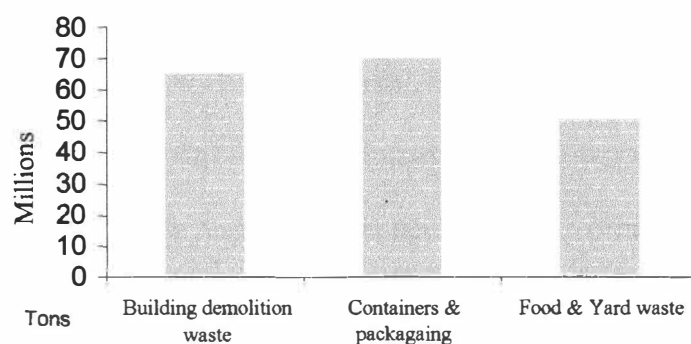 80
70
60
50
40
30
20
10
0
Millions
Tons
Building demolition
waste
Containers &
packagaing
Food & Yard waste